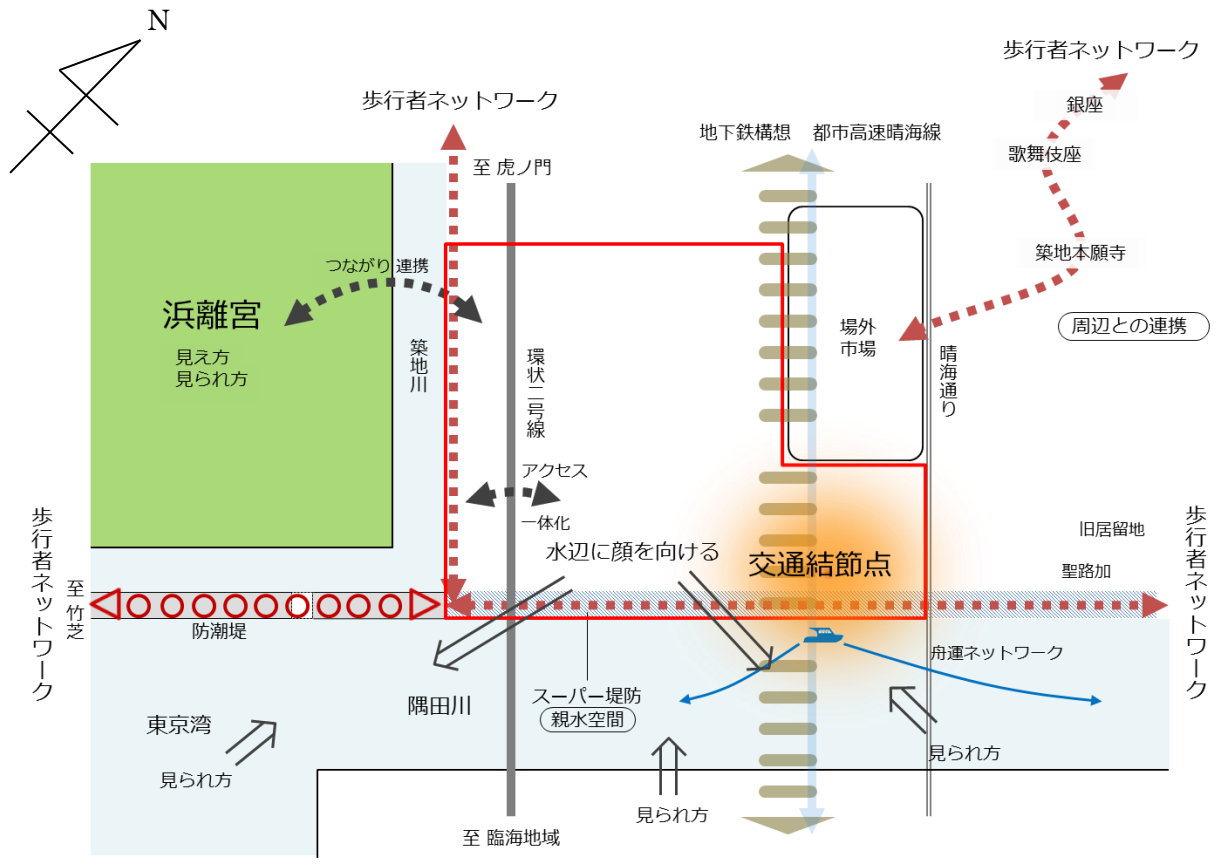 N
歩行者ネットワーク
銀座
歌舞伎座
築地本願寺
周辺との連携
歩行者ネットワーク
地下鉄構想
都市高速晴海線
至 虎ノ門
つながり 連携
浜離宮
見え方
見られ方
築地川
環状二号線
場外
市場
晴海通り
アクセス
一体化
水辺に顔を向ける
交通結節点
旧居留地
聖路加
歩行者ネットワーク
歩行者ネットワーク
至 竹芝
防潮堤
舟運ネットワーク
スーパー堤防
親水空間
隅田川
東京湾
見られ方
見られ方
見られ方
至 臨海地域